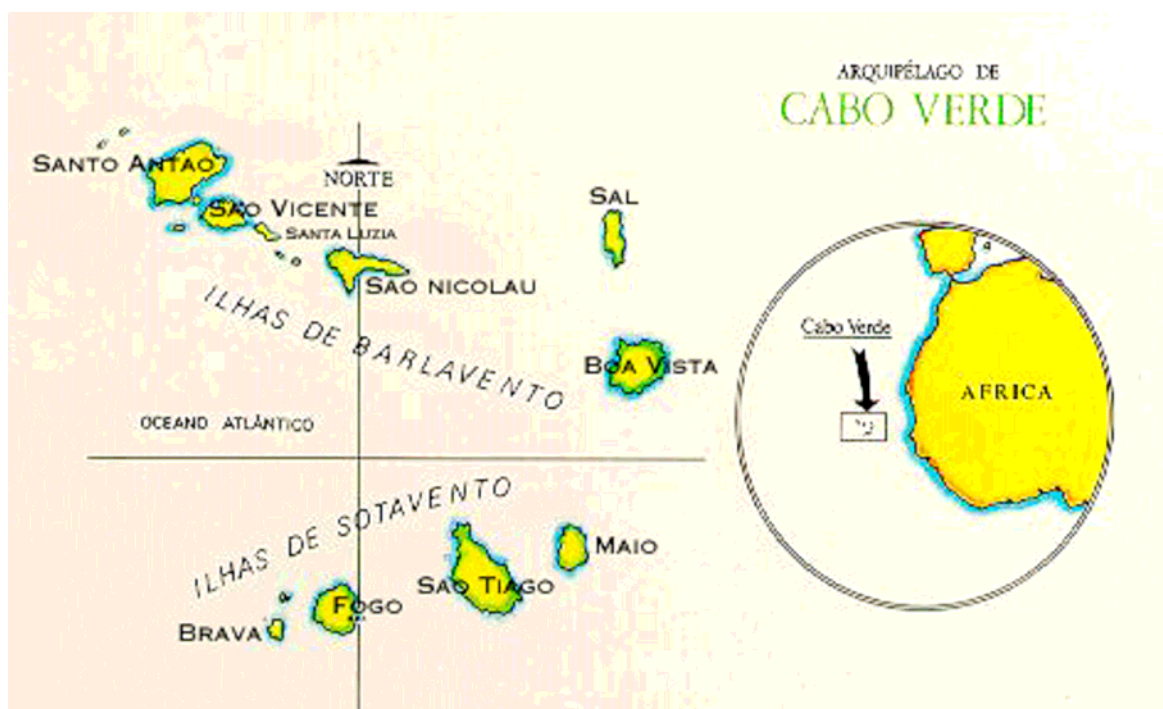 ARQUIPÉLAGO DE
CABO VERDE
SANTO ANTAO
NORTE
SAO VICENTE
SAL
SANTA LUZIA
SAO NICOLAU
ILHAS DE BARLAVENTO
BOA VISTA
Cabo Verde
AFRICA
OCEANO ATLÂNTICO
ILHAS DE SOTAVENTO
MAIO
SAO TIAGO
FOGO
BRAVA